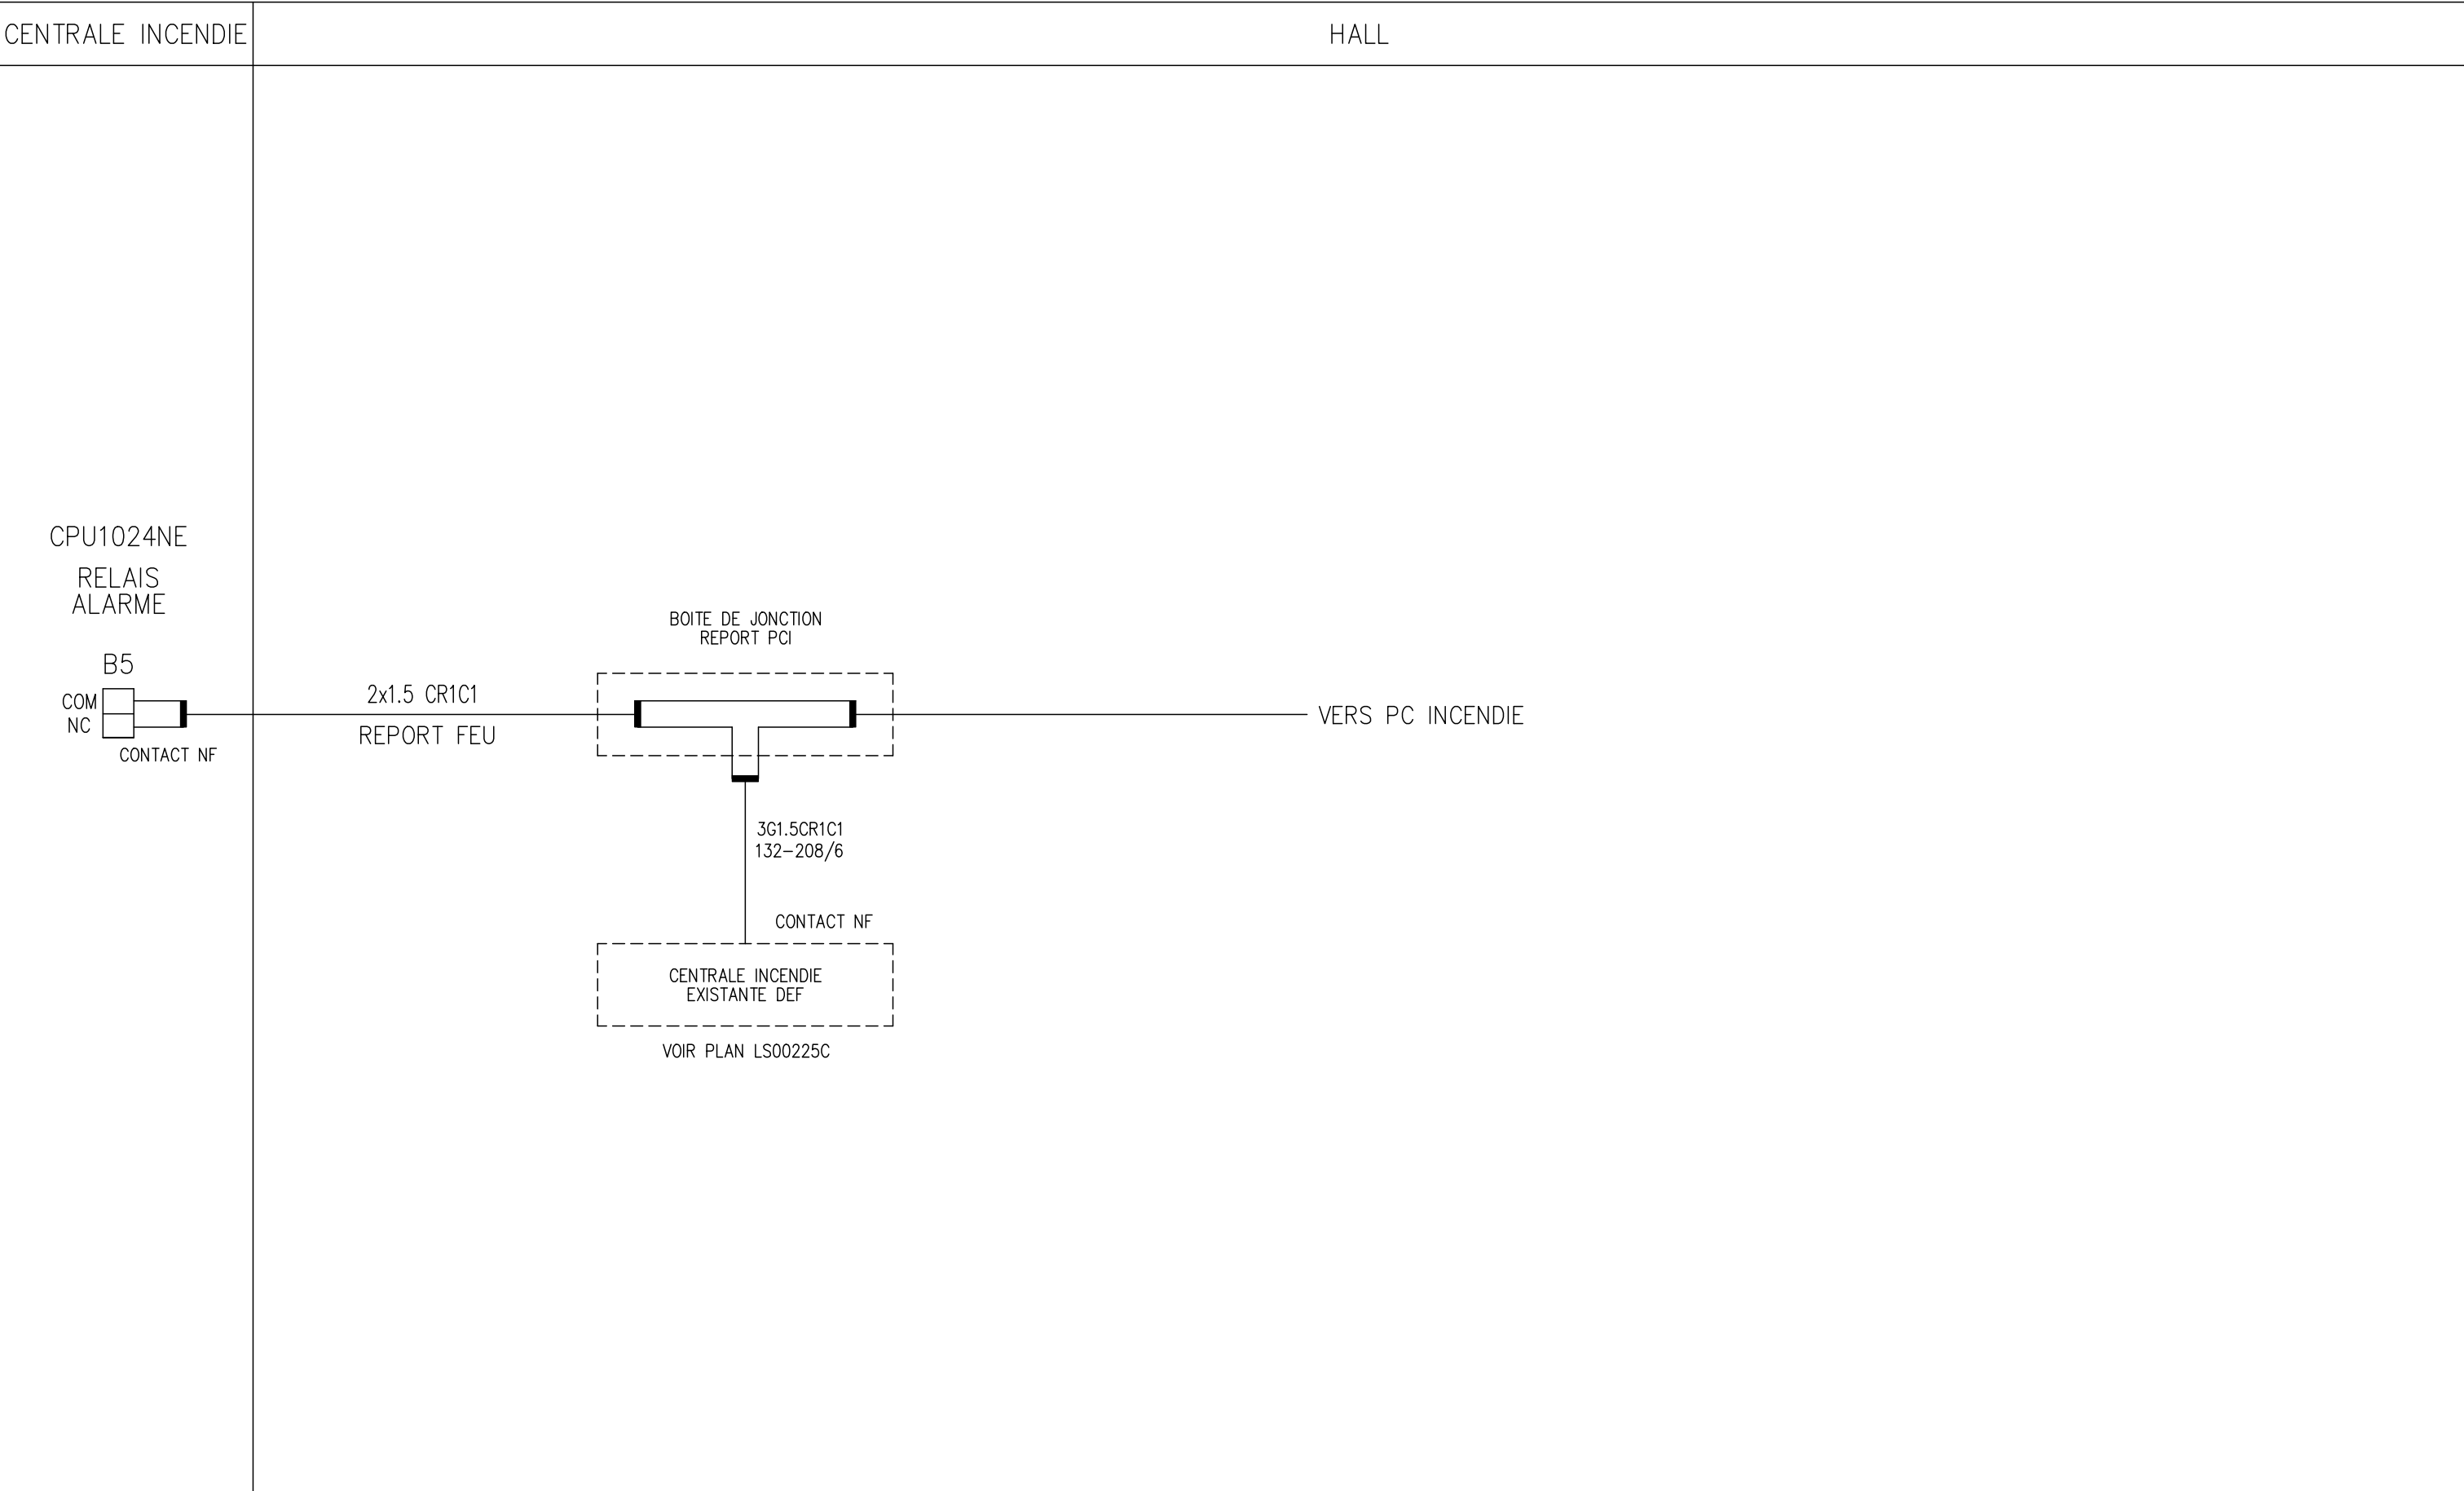 CENTRALE INCENDIE
HALL
CPU1024NE
RELAIS
ALARME
B5
COM
NC
CONTACT NF
2x1.5 CR1C1
REPORT FEU
BOITE DE JONCTION
REPORT PCI
VERS PC INCENDIE
3G1.5CR1C1
132-208/6
CONTACT NF
CENTRALE INCENDIE
EXISTANTE DEF
VOIR PLAN LS00225C